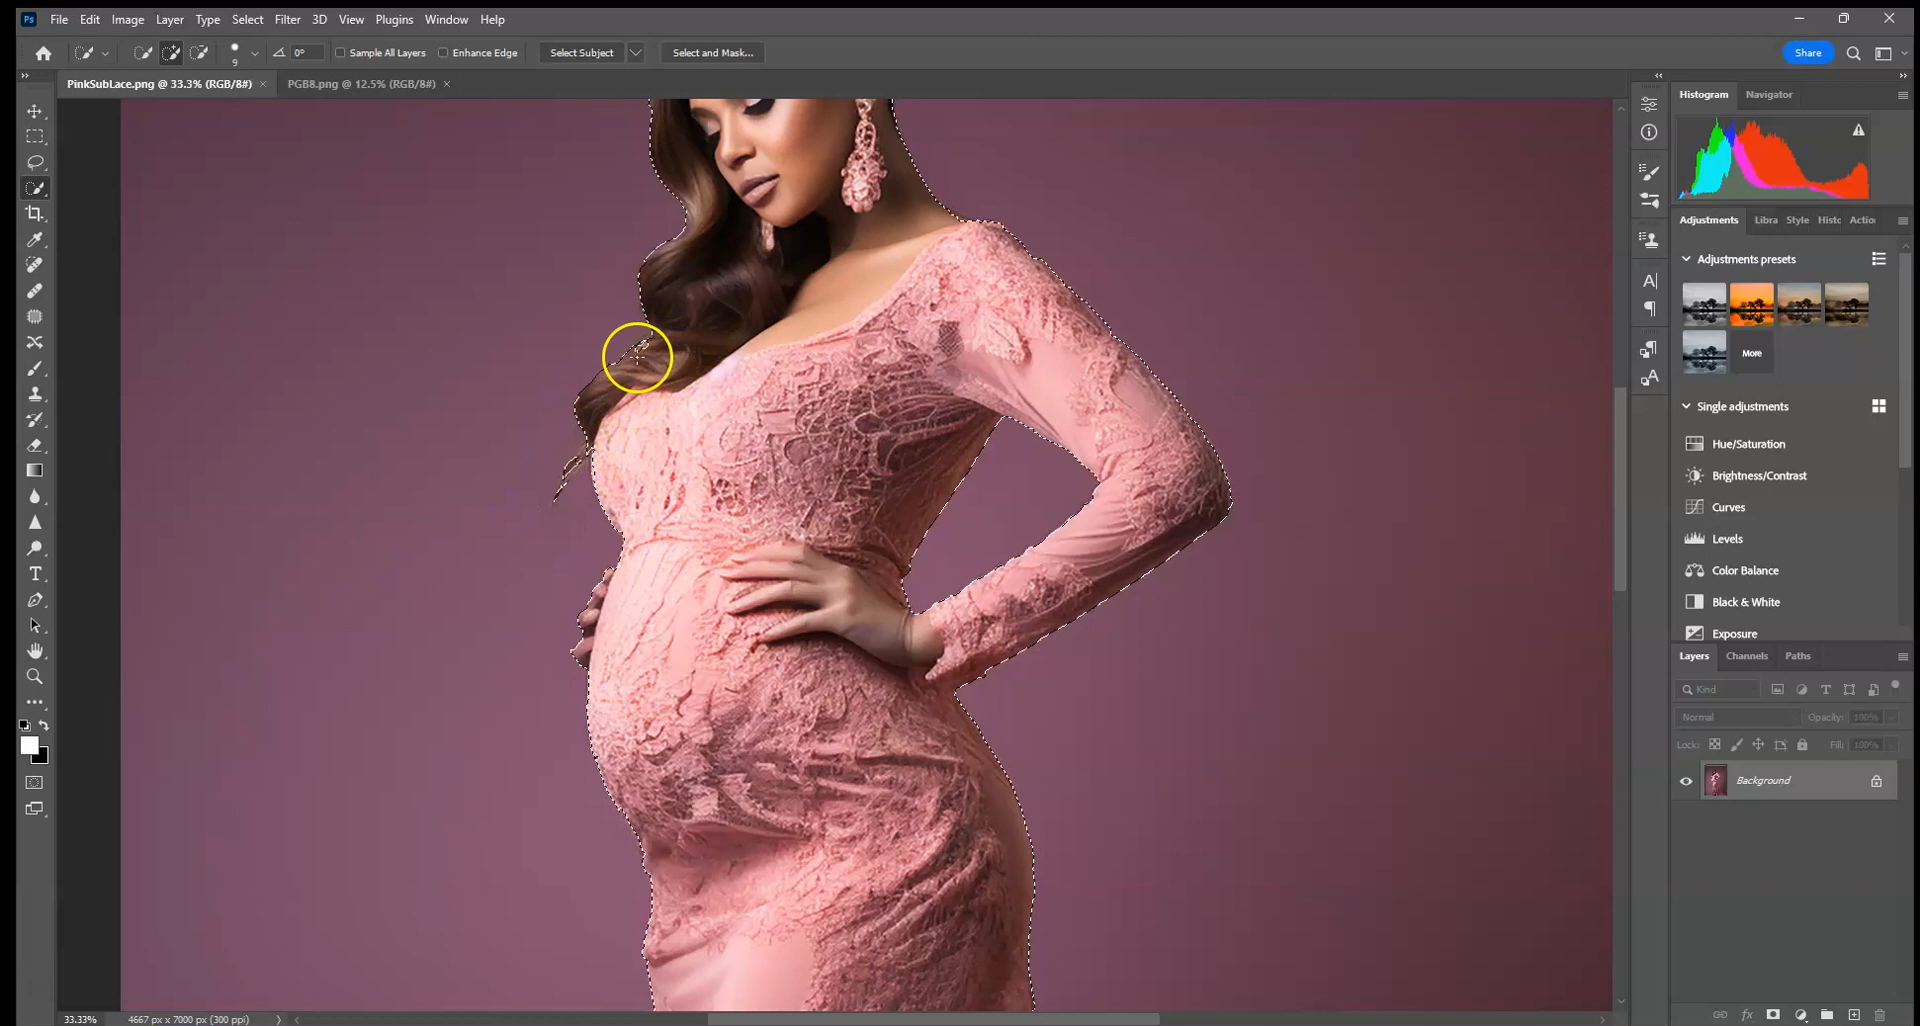 Ps File Edit Image Layer Type Select Filter 3D View Plugins Window Help
9 0° Sample All Layers Enhance Edge Select Subject Select and Mask... Share
PinkSubLace.png @ 33.3% (RGB/8#) × PGB8.png @ 12.5% (RGB/8#) ×
Histogram Navigator
Adjustments Libra Style Histo Actio
Adjustments presets
More
Single adjustments
Hue/Saturation
Brightness/Contrast
Curves
Levels
Color Balance
Black & White
Exposure
Layers Channels Paths
Kind
Normal Opacity: 100%
Lock: Fill: 100%
Background
33.33% 4667 px x 7000 px (300 ppi)